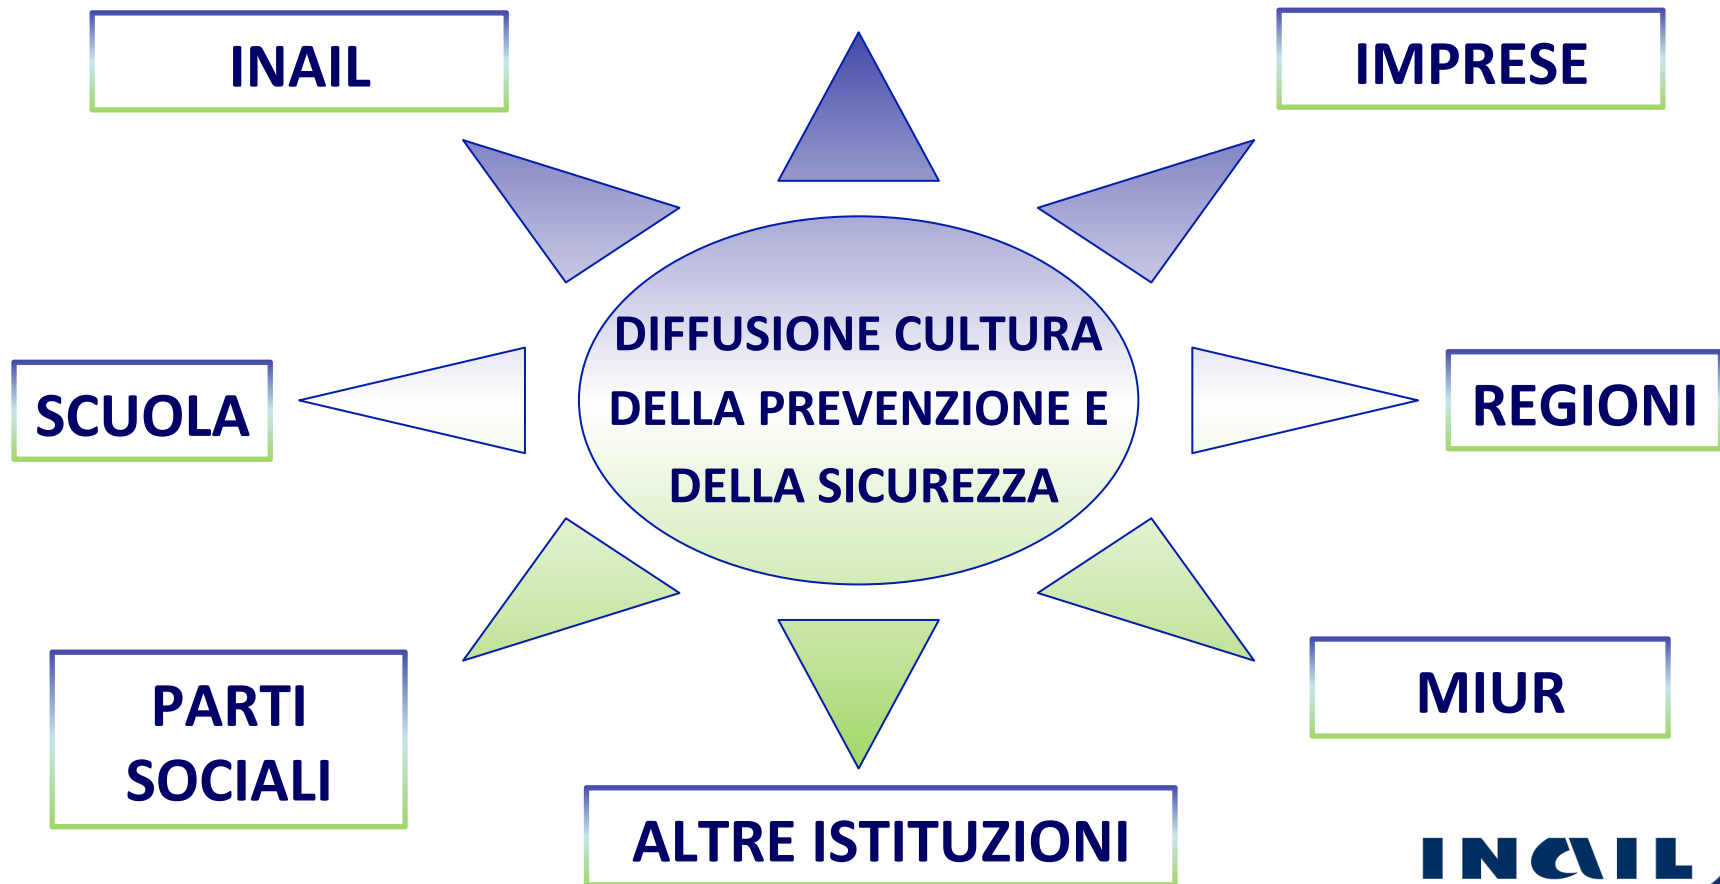 INAIL
IMPRESE
DIFFUSIONE CULTURA
DELLA PREVENZIONE E
DELLA SICUREZZA
SCUOLA
REGIONI
PARTI
SOCIALI
MIUR
ALTRE ISTITUZIONI
INAIL